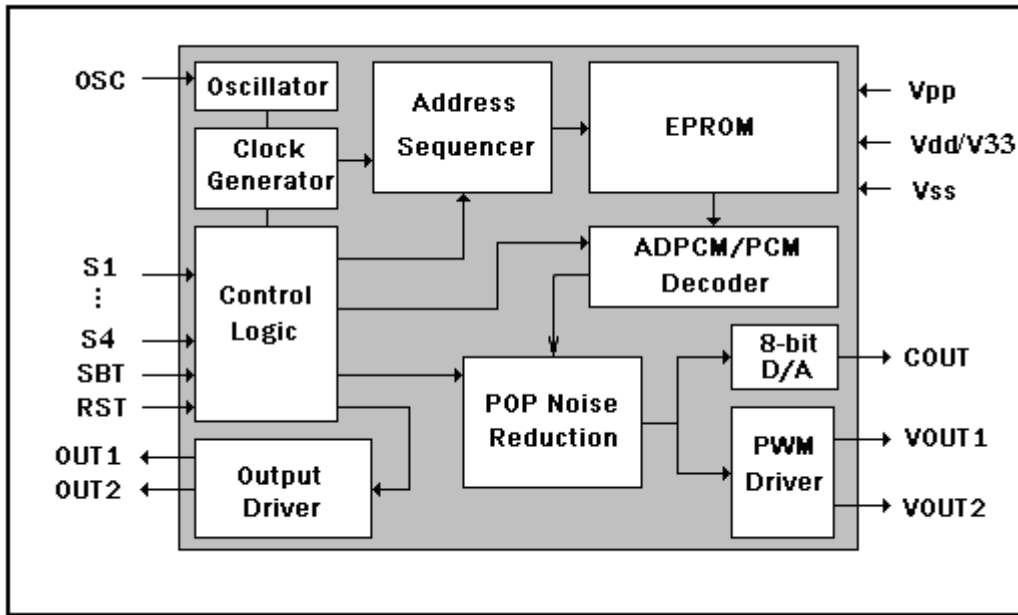 OSC
Oscillator
Clock
Generator
Address
Sequencer
EPROM
Vpp
Vdd/V33
Vss
S1
⋮
S4
SBT
RST
Control
Logic
ADPCM/PCM
Decoder
POP Noise
Reduction
8-bit
D/A
COUT
PWM
Driver
VOUT1
VOUT2
OUT1
OUT2
Output
Driver